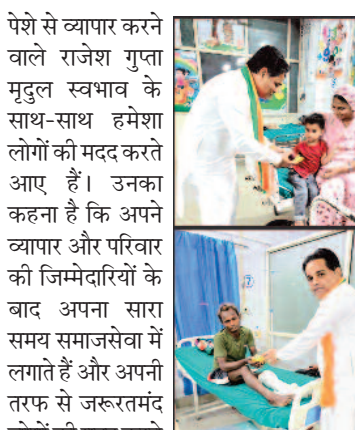 पेशे से व्यापार करने
वाले राजेश गुप्ता
मृदुल स्वभाव के
साथ-साथ हमेशा
लोगों की मदद करते
आए हैं। उनका
कहना है कि अपने
व्यापार और परिवार
की जिम्मेदारियों के
बाद अपना सारा
समय समाजसेवा में
लगाते हैं और अपनी
तरफ से जरूरतमंद